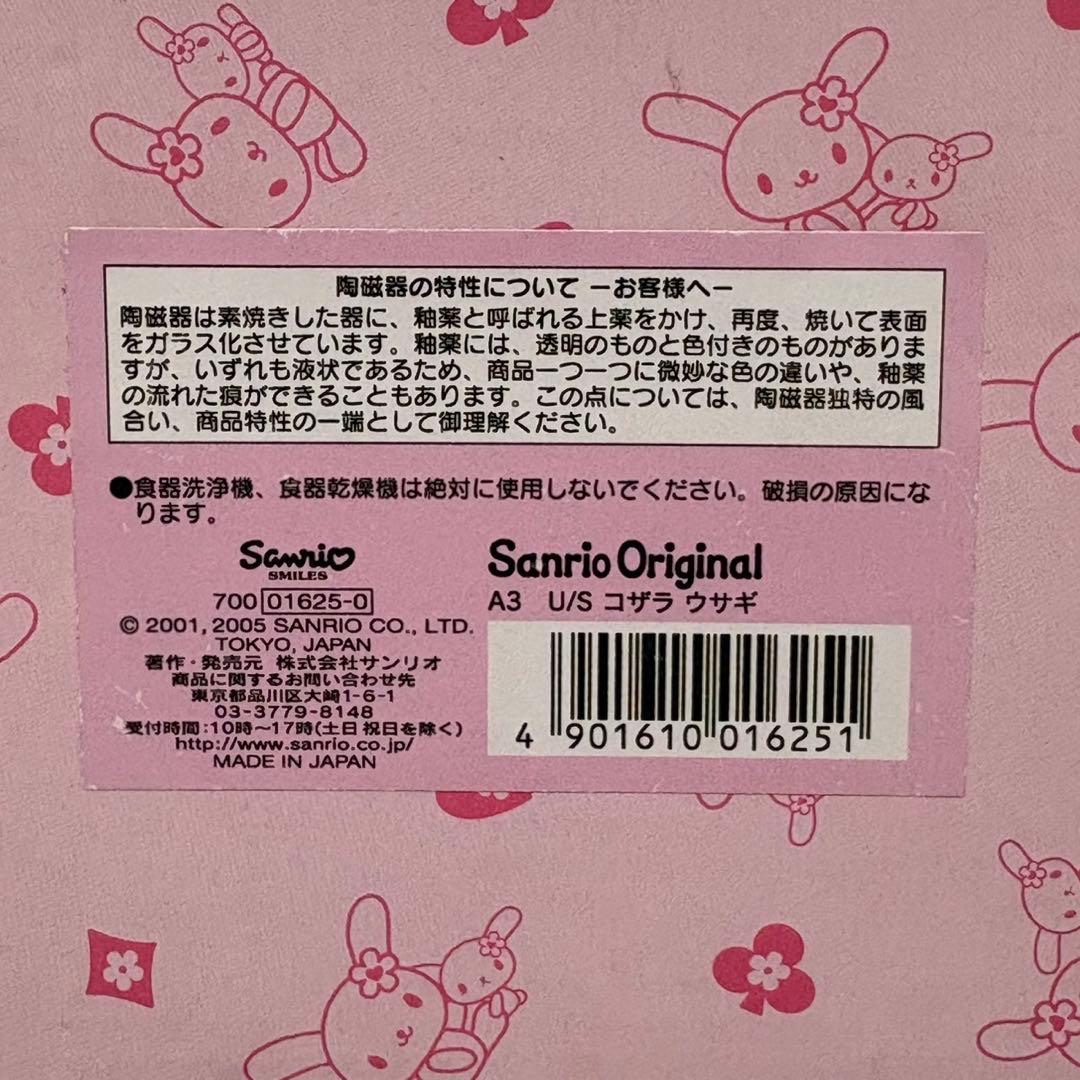 陶磁器の特性について －お客様へ－
陶磁器は素焼きした器に、釉薬と呼ばれる上薬をかけ、再度、焼いて表面
をガラス化させています。釉薬には、透明のものと色付きのものがありま
すが、いずれも液状であるため、商品一つ一つに微妙な色の違いや、釉薬
の流れた痕ができることもあります。この点については、陶磁器独特の風
合い、商品特性の一端として御理解ください。
●食器洗浄機、食器乾燥機は絶対に使用しないでください。破損の原因にな
ります。
Sanrio
SMILES
700 01625-0
© 2001, 2005 SANRIO CO., LTD.
TOKYO, JAPAN
著作・発売元 株式会社サンリオ
商品に関するお問い合わせ先
東京都品川区大崎1-6-1
03-3779-8148
受付時間:10時～17時(土日祝日を除く)
http://www.sanrio.co.jp/
MADE IN JAPAN
Sanrio Original
A3 U/S コザラ ウサギ
4 901610 016251